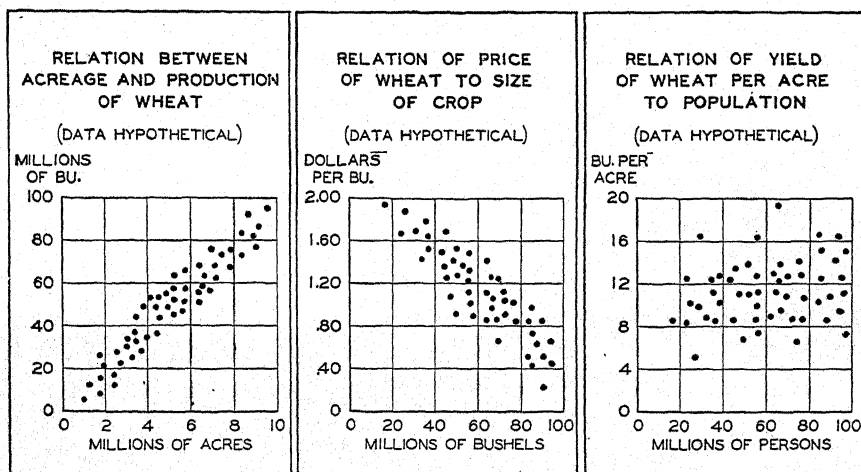 RELATION BETWEEN
ACREAGE AND PRODUCTION
OF WHEAT
(DATA HYPOTHETICAL)
MILLIONS
OF BU.
100
80
60
40
20
0
0 2 4 6 8 10
MILLIONS OF ACRES
RELATION OF PRICE
OF WHEAT TO SIZE
OF CROP
(DATA HYPOTHETICAL)
DOLLARS
PER BU.
2.00
1.60
1.20
.80
.40
0
0 20 40 60 80 100
MILLIONS OF BUSHELS
RELATION OF YIELD
OF WHEAT PER ACRE
TO POPULATION
(DATA HYPOTHETICAL)
BU. PER
ACRE
20
16
12
8
4
0
0 20 40 60 80 100
MILLIONS OF PERSONS